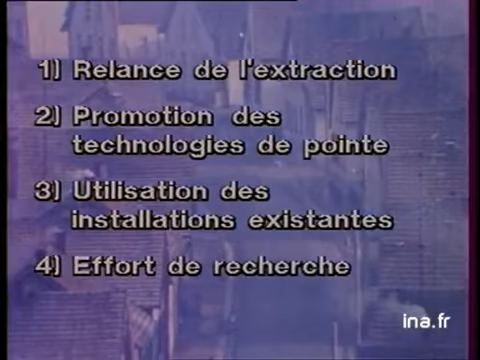 1) Relance de l'extraction
2) Promotion des
technologies de pointe
3) Utilisation des
installations existantes
4) Effort de recherche
ina.fr